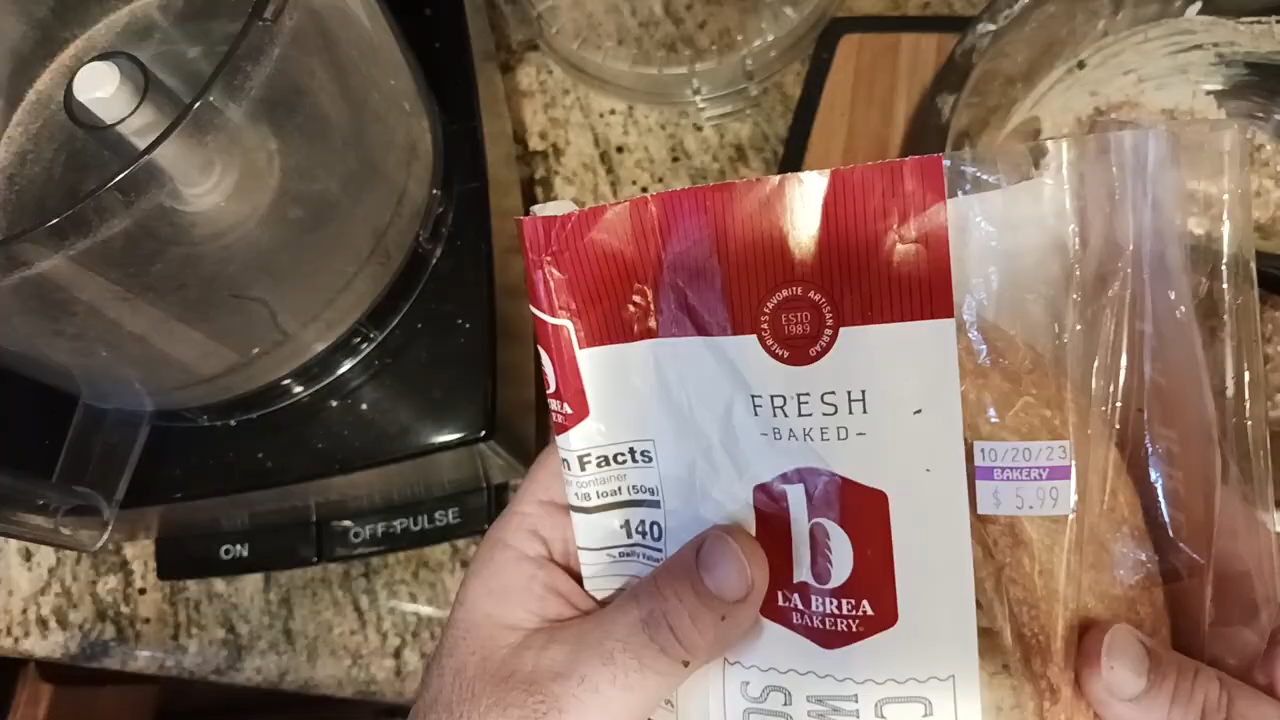 AMERICA'S FAVORITE ARTISAN BREAD
ESTD
1989
FRESH
-BAKED-
b
LA BREA
BAKERY
n Facts
container
1/8 loaf (50g)
140
% Daily Value*
10/20/23
BAKERY
$ 5.99
ON
OFF-PULSE